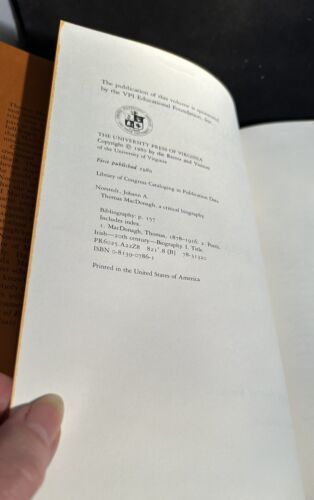 The publication of this volume is sponsored
by the VPI Educational Foundation, Inc.
THE UNIVERSITY PRESS OF VIRGINIA
Copyright © 1980 by the Rector and Visitors
of the University of Virginia
First published 1980
Library of Congress Cataloging in Publication Data
Norstedt, Johann A.
Thomas MacDonagh, a critical biography.
Bibliography: p. 157
Includes index.
1. MacDonagh, Thomas, 1878-1916. 2. Poets,
Irish—20th century—Biography I. Title.
PR6025.A22Z8 821'.8 [B] 78-31320
ISBN 0-8139-0786-1
Printed in the United States of America